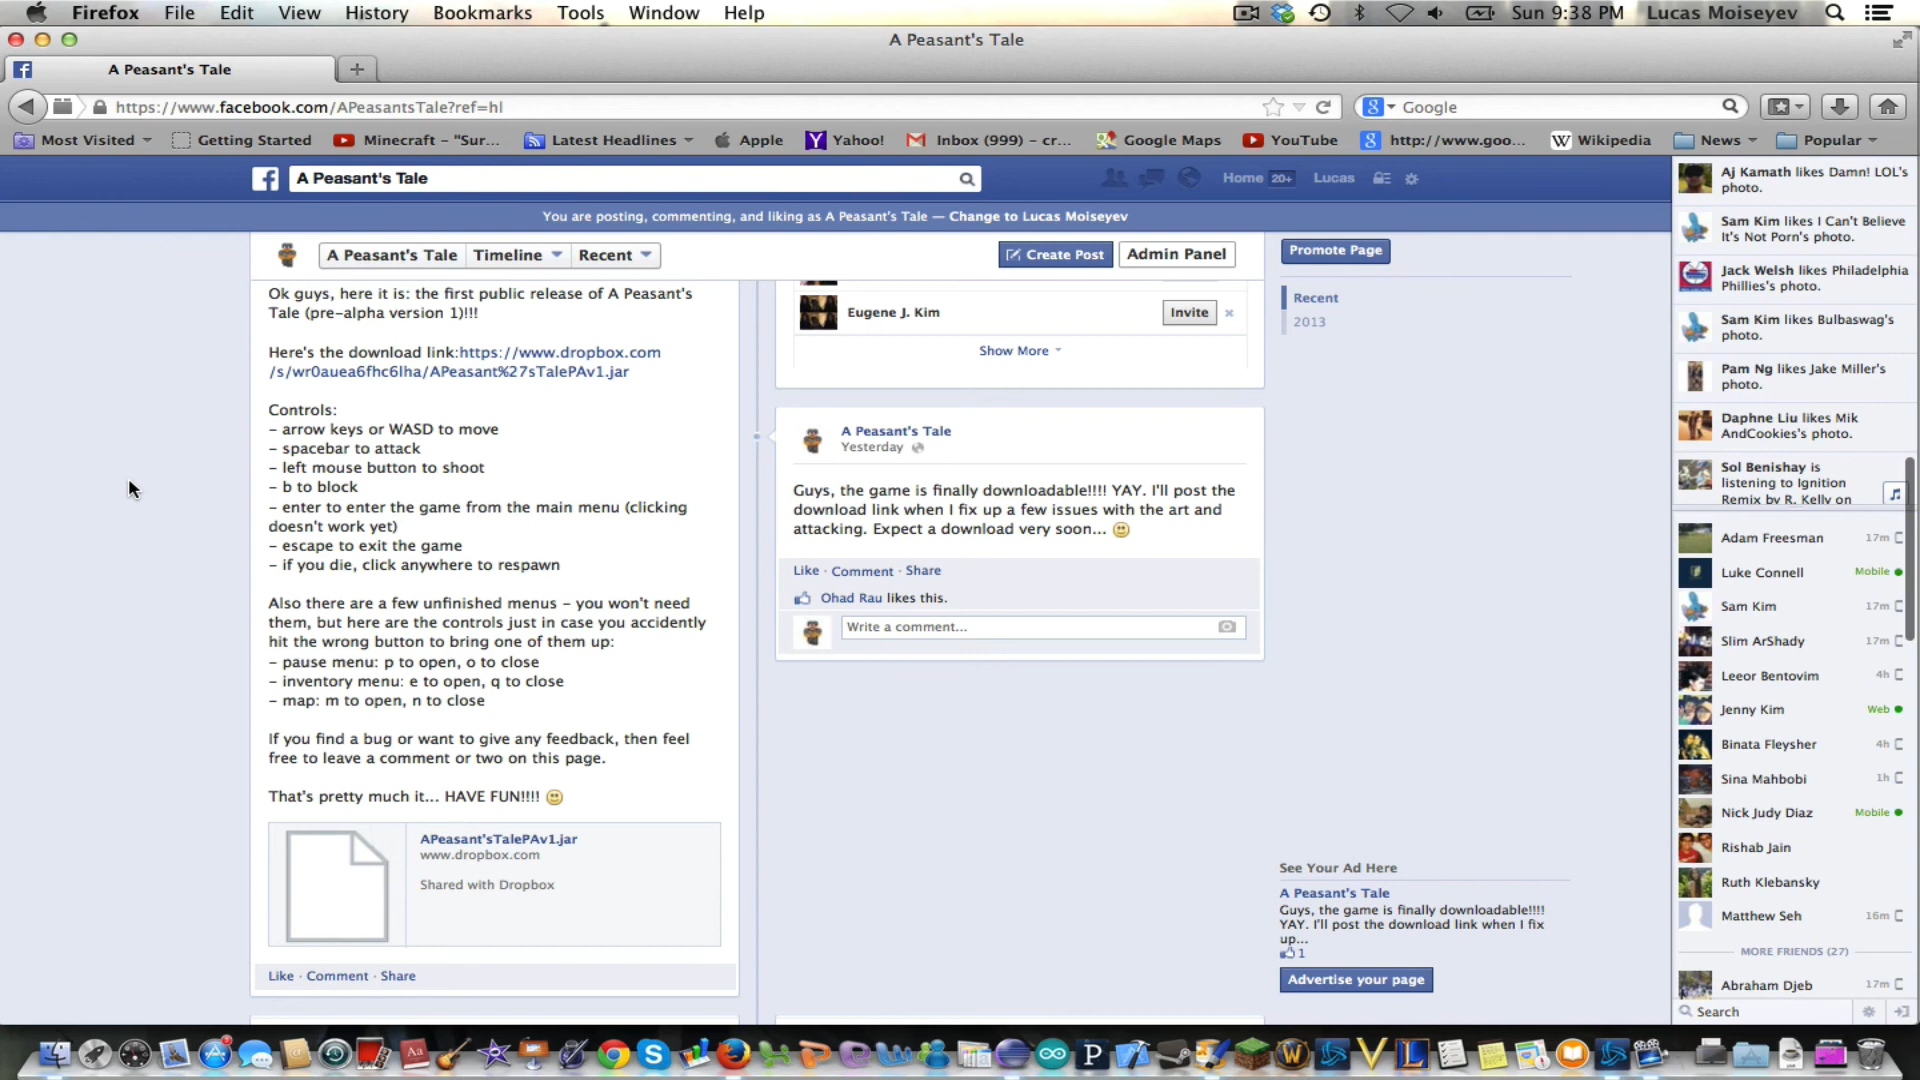 Firefox File Edit View History Bookmarks Tools Window Help
Sun 9:38 PM Lucas Moiseyev
A Peasant's Tale
A Peasant's Tale
https://www.facebook.com/APeasantsTale?ref=hl
Google
Most Visited Getting Started Minecraft - "Sur... Latest Headlines Apple Yahoo! Inbox (999) - cr... Google Maps YouTube http://www.goo... Wikipedia News Popular
A Peasant's Tale
Home 20+ Lucas
You are posting, commenting, and liking as A Peasant's Tale — Change to Lucas Moiseyev
A Peasant's Tale Timeline Recent
Create Post Admin Panel
Ok guys, here it is: the first public release of A Peasant's
Tale (pre-alpha version 1)!!!
Here's the download link:https://www.dropbox.com
/s/wr0auea6fhc6lha/APeasant%27sTalePAv1.jar
Controls:
- arrow keys or WASD to move
- spacebar to attack
- left mouse button to shoot
- b to block
- enter to enter the game from the main menu (clicking
doesn't work yet)
- escape to exit the game
- if you die, click anywhere to respawn
Also there are a few unfinished menus - you won't need
them, but here are the controls just in case you accidently
hit the wrong button to bring one of them up:
- pause menu: p to open, o to close
- inventory menu: e to open, q to close
- map: m to open, n to close
If you find a bug or want to give any feedback, then feel
free to leave a comment or two on this page.
That's pretty much it... HAVE FUN!!!!
APeasant'sTalePAv1.jar
www.dropbox.com
Shared with Dropbox
Like · Comment · Share
Eugene J. Kim
Invite
Show More
A Peasant's Tale
Yesterday
Guys, the game is finally downloadable!!!! YAY. I'll post the
download link when I fix up a few issues with the art and
attacking. Expect a download very soon...
Like · Comment · Share
Ohad Rau likes this.
Write a comment...
Promote Page
Recent
2013
See Your Ad Here
A Peasant's Tale
Guys, the game is finally downloadable!!!!
YAY. I'll post the download link when I fix
up...
1
Advertise your page
Aj Kamath likes Damn! LOL's
photo.
Sam Kim likes I Can't Believe
It's Not Porn's photo.
Jack Welsh likes Philadelphia
Phillies's photo.
Sam Kim likes Bulbaswag's
photo.
Pam Ng likes Jake Miller's
photo.
Daphne Liu likes Mik
AndCookies's photo.
Sol Benishay is
listening to Ignition
Remix by R. Kelly on
Adam Freesman 17m
Luke Connell Mobile
Sam Kim 17m
Slim ArShady 17m
Leeor Bentovim 4h
Jenny Kim Web
Binata Fleysher 4h
Sina Mahbobi 1h
Nick Judy Diaz Mobile
Rishab Jain
Ruth Klebansky
Matthew Seh 16m
MORE FRIENDS (27)
Abraham Djeb 17m
Search